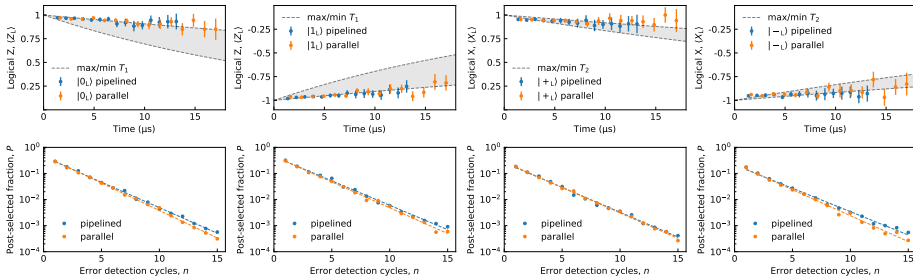 Logical Z, ⟨Z_L⟩
1
0.75
0.5
0.25
max/min T₁
|0_L⟩ pipelined
|0_L⟩ parallel
0 5 10 15
Time (μs)
Logical Z, ⟨Z_L⟩
-0.25
-0.5
-0.75
-1
max/min T₁
|1_L⟩ pipelined
|1_L⟩ parallel
0 5 10 15
Time (μs)
Logical X, ⟨X_L⟩
1
0.75
0.5
0.25
max/min T₂
|+_L⟩ pipelined
|+_L⟩ parallel
0 5 10 15
Time (μs)
Logical X, ⟨X_L⟩
-0.25
-0.5
-0.75
-1
max/min T₂
|−_L⟩ pipelined
|−_L⟩ parallel
0 5 10 15
Time (μs)
Post-selected fraction, P
10⁰
10⁻¹
10⁻²
10⁻³
10⁻⁴
pipelined
parallel
0 5 10 15
Error detection cycles, n
Post-selected fraction, P
10⁰
10⁻¹
10⁻²
10⁻³
10⁻⁴
pipelined
parallel
0 5 10 15
Error detection cycles, n
Post-selected fraction, P
10⁰
10⁻¹
10⁻²
10⁻³
10⁻⁴
pipelined
parallel
0 5 10 15
Error detection cycles, n
Post-selected fraction, P
10⁰
10⁻¹
10⁻²
10⁻³
10⁻⁴
pipelined
parallel
0 5 10 15
Error detection cycles, n